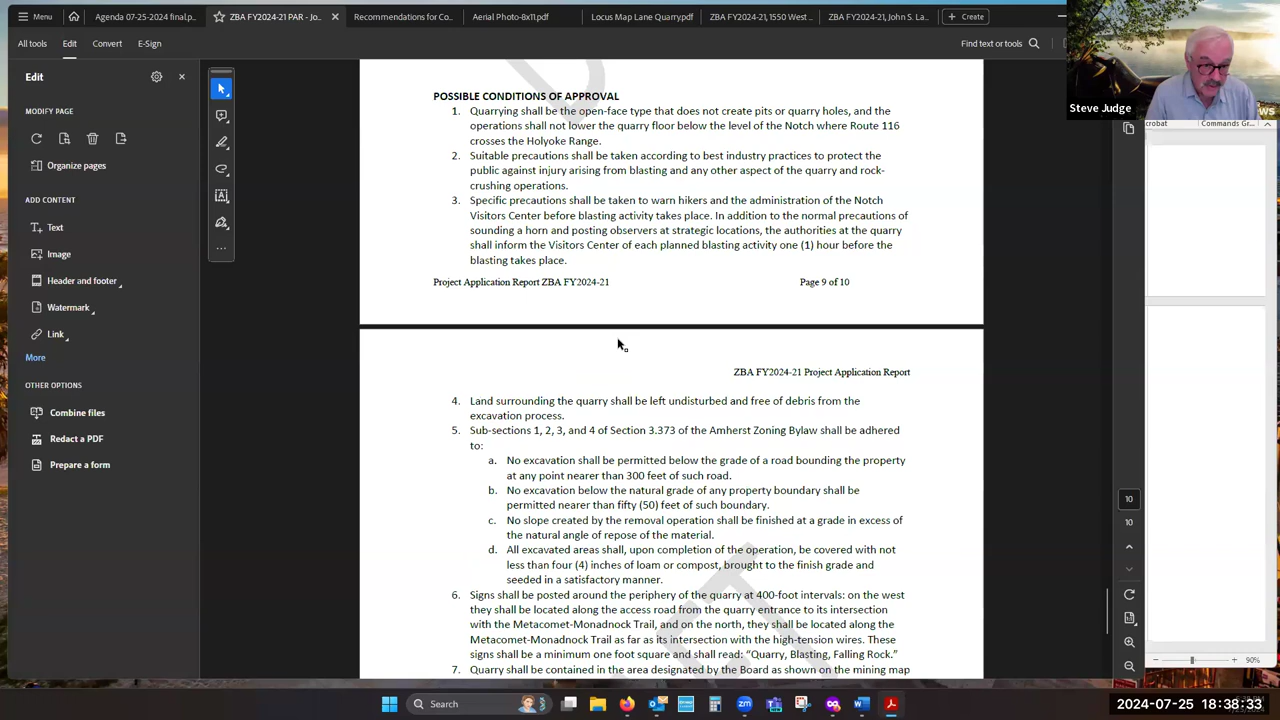 Menu
Agenda 07-25-2024 final.p...
ZBA FY2024-21 PAR - Jo...
Recommendations for Co...
Aerial Photo-8x11.pdf
Locus Map Lane Quarry.pdf
ZBA FY2024-21, 1550 West ...
ZBA FY2024-21, John S. La...
Create
All tools
Edit
Convert
E-Sign
Find text or tools
Steve Judge
Edit
MODIFY PAGE
Organize pages
ADD CONTENT
Text
Image
Header and footer
Watermark
Link
More
OTHER OPTIONS
Combine files
Redact a PDF
Prepare a form
POSSIBLE CONDITIONS OF APPROVAL
1. Quarrying shall be the open-face type that does not create pits or quarry holes, and the
operations shall not lower the quarry floor below the level of the Notch where Route 116
crosses the Holyoke Range.
2. Suitable precautions shall be taken according to best industry practices to protect the
public against injury arising from blasting and any other aspect of the quarry and rock-
crushing operations.
3. Specific precautions shall be taken to warn hikers and the administration of the Notch
Visitors Center before blasting activity takes place. In addition to the normal precautions of
sounding a horn and posting observers at strategic locations, the authorities at the quarry
shall inform the Visitors Center of each planned blasting activity one (1) hour before the
blasting takes place.
Project Application Report ZBA FY2024-21 Page 9 of 10
ZBA FY2024-21 Project Application Report
4. Land surrounding the quarry shall be left undisturbed and free of debris from the
excavation process.
5. Sub-sections 1, 2, 3, and 4 of Section 3.373 of the Amherst Zoning Bylaw shall be adhered
to:
a. No excavation shall be permitted below the grade of a road bounding the property
at any point nearer than 300 feet of such road.
b. No excavation below the natural grade of any property boundary shall be
permitted nearer than fifty (50) feet of such boundary.
c. No slope created by the removal operation shall be finished at a grade in excess of
the natural angle of repose of the material.
d. All excavated areas shall, upon completion of the operation, be covered with not
less than four (4) inches of loam or compost, brought to the finish grade and
seeded in a satisfactory manner.
6. Signs shall be posted around the periphery of the quarry at 400-foot intervals: on the west
they shall be located along the access road from the quarry entrance to its intersection
with the Metacomet-Monadnock Trail, and on the north, they shall be located along the
Metacomet-Monadnock Trail as far as its intersection with the high-tension wires. These
signs shall be a minimum one foot square and shall read: “Quarry, Blasting, Falling Rock.”
7. Quarry shall be contained in the area designated by the Board as shown on the mining map
10
10
ws
crobat
Commands Gr...
90%
Search
2024-07-25 18:38:33